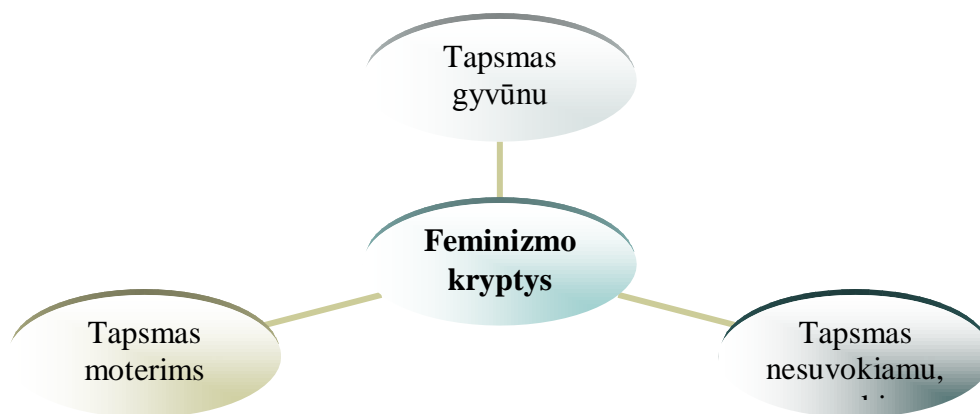 Tapsmas
gyvūnu
Feminizmo
kryptys
Tapsmas
moterims
Tapsmas
nesuvokiamu,